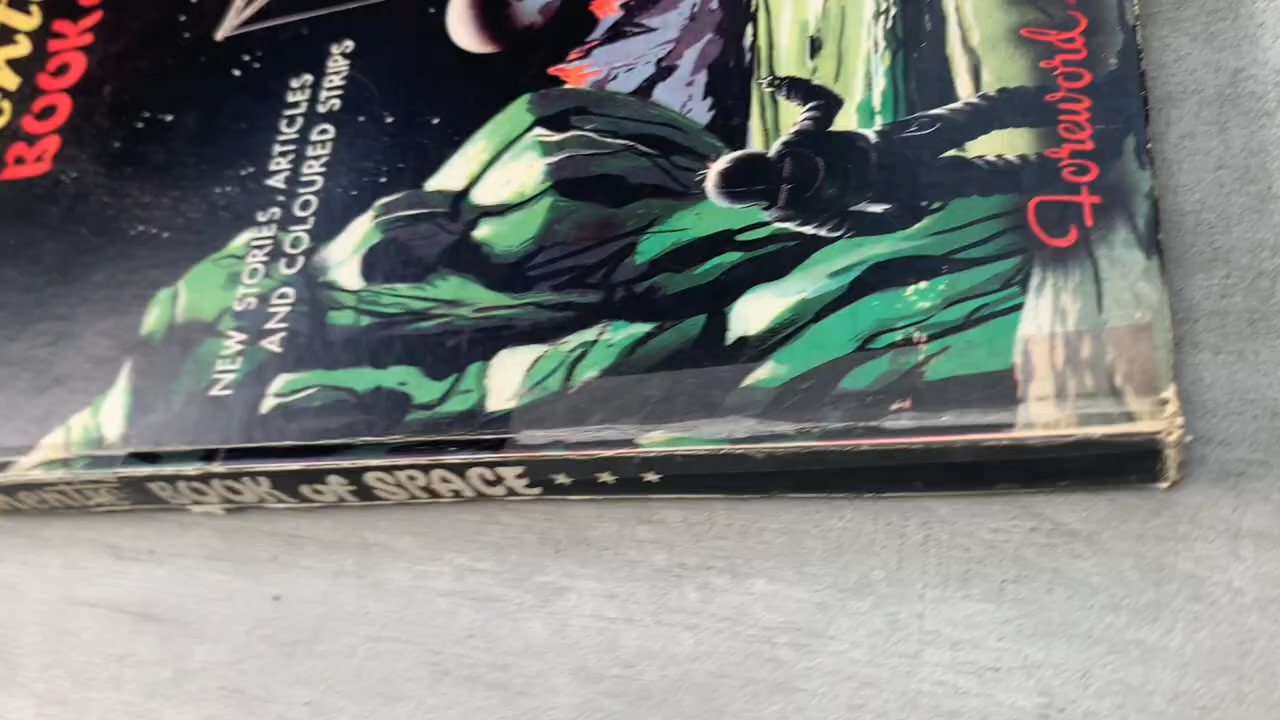 BOOK
NEW STORIES, ARTICLES
AND COLOURED STRIPS
Foreword
BOOK of SPACE